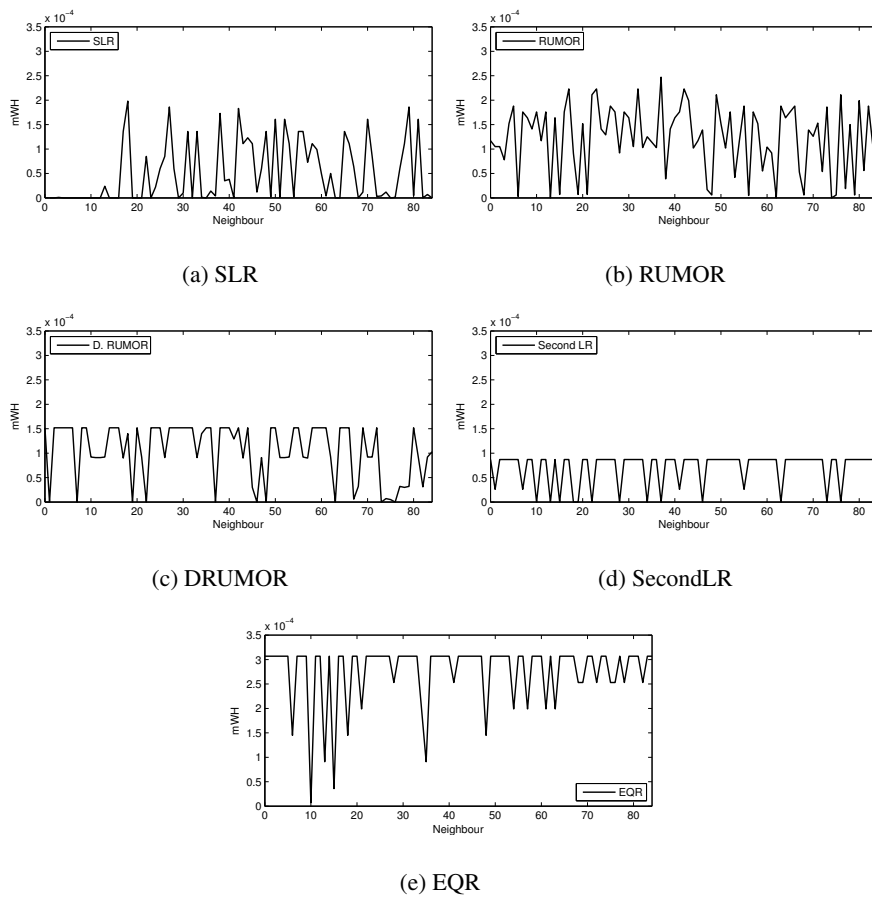 x 10⁻⁴
3.5
3
2.5
2
1.5
1
0.5
0
mWH
SLR
0 10 20 30 40 50 60 70 80
Neighbour
(a) SLR
x 10⁻⁴
3.5
3
2.5
2
1.5
1
0.5
0
mWH
RUMOR
0 10 20 30 40 50 60 70 80
Neighbour
(b) RUMOR
x 10⁻⁴
3.5
3
2.5
2
1.5
1
0.5
0
mWH
D. RUMOR
0 10 20 30 40 50 60 70 80
Neighbour
(c) DRUMOR
x 10⁻⁴
3.5
3
2.5
2
1.5
1
0.5
0
mWH
Second LR
0 10 20 30 40 50 60 70 80
Neighbour
(d) SecondLR
x 10⁻⁴
3.5
3
2.5
2
1.5
1
0.5
0
mWH
EQR
0 10 20 30 40 50 60 70 80
Neighbour
(e) EQR